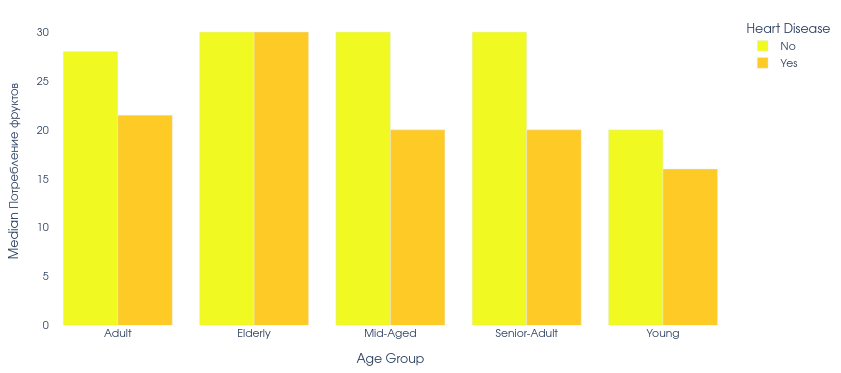 Heart Disease
No
Yes
Median Потребление фруктов
30
25
20
15
10
5
0
Adult
Elderly
Mid-Aged
Senior-Adult
Young
Age Group